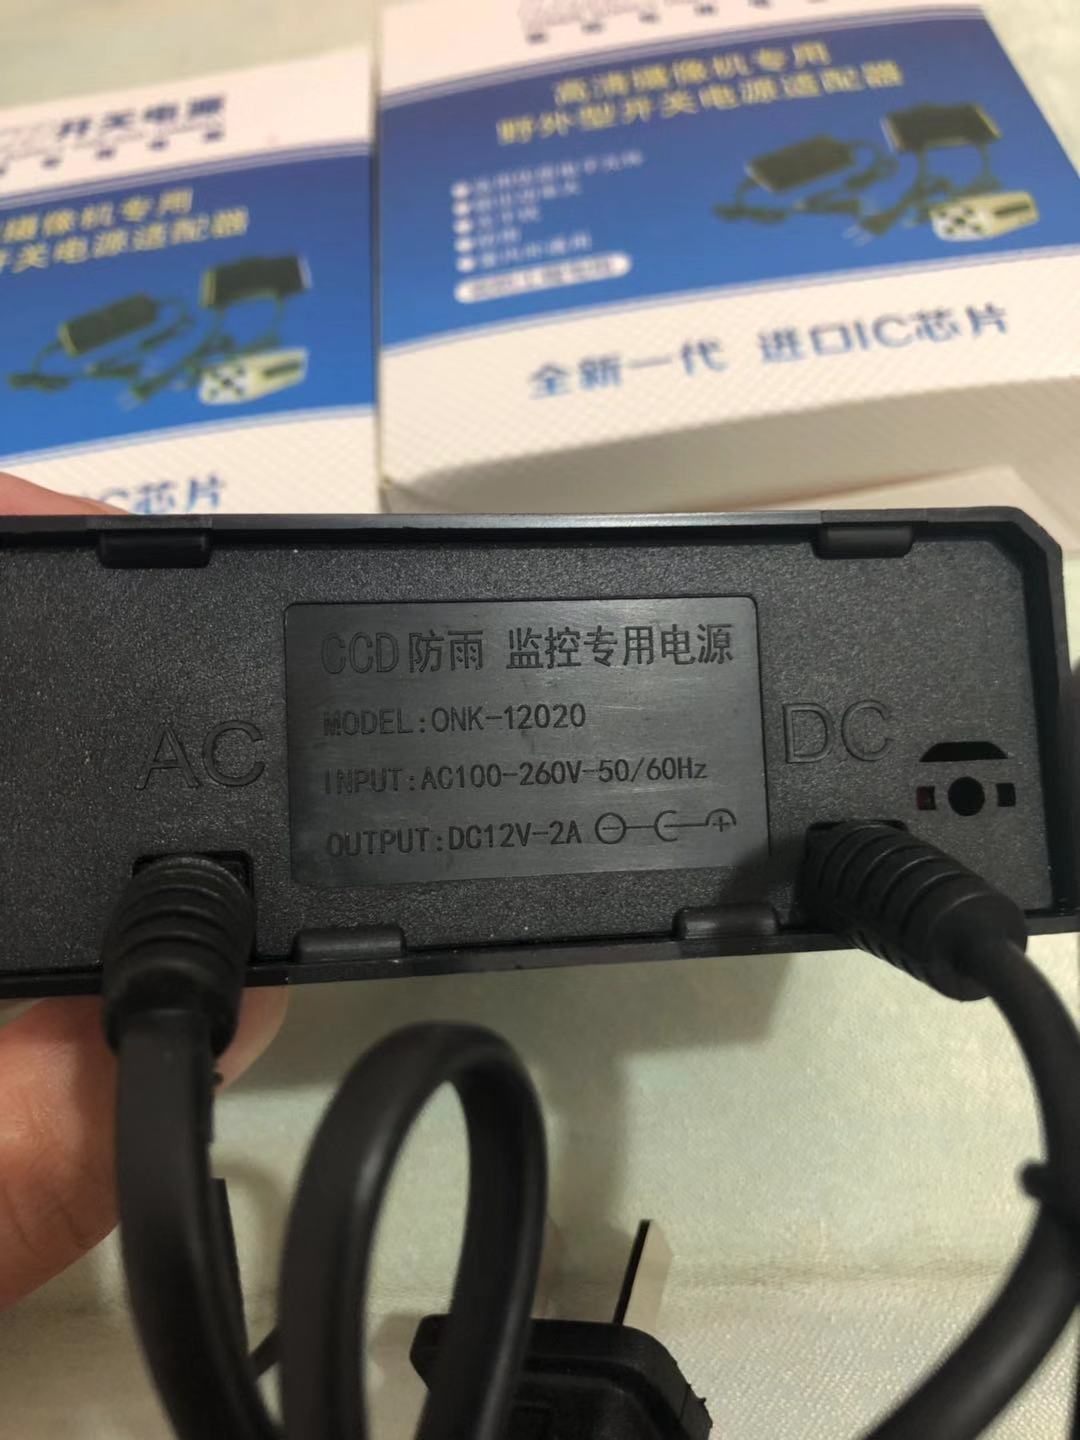 开关电源
摄像机专用
开关电源适配器
IC芯片
高清摄像机专用
野外型开关电源适配器
全新一代 进口IC芯片
CCD 防雨 监控专用电源
MODEL:ONK-12020
INPUT:AC100-260V-50/60Hz
OUTPUT:DC12V-2A
AC
DC